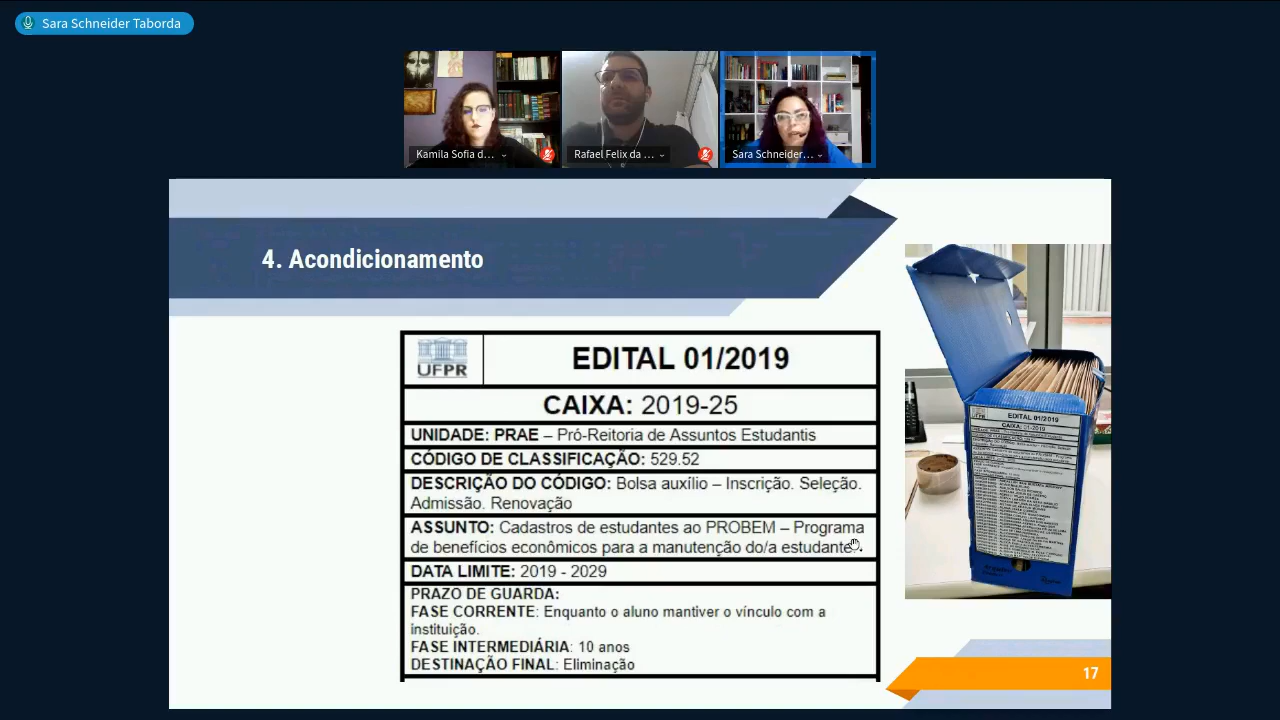 Sara Schneider Taborda
Kamila Sofia d...
Rafael Felix da ...
Sara Schneider...
4. Acondicionamento
UFPR
EDITAL 01/2019
CAIXA: 2019-25
UNIDADE: PRAE – Pró-Reitoria de Assuntos Estudantis
CÓDIGO DE CLASSIFICAÇÃO: 529.52
DESCRIÇÃO DO CÓDIGO: Bolsa auxílio – Inscrição. Seleção.
Admissão. Renovação
ASSUNTO: Cadastros de estudantes ao PROBEM – Programa
de benefícios econômicos para a manutenção do/a estudante.
DATA LIMITE: 2019 - 2029
PRAZO DE GUARDA:
FASE CORRENTE: Enquanto o aluno mantiver o vínculo com a
instituição.
FASE INTERMEDIÁRIA: 10 anos
DESTINAÇÃO FINAL: Eliminação
EDITAL 01/2019
CAIXA: 01-2019
17